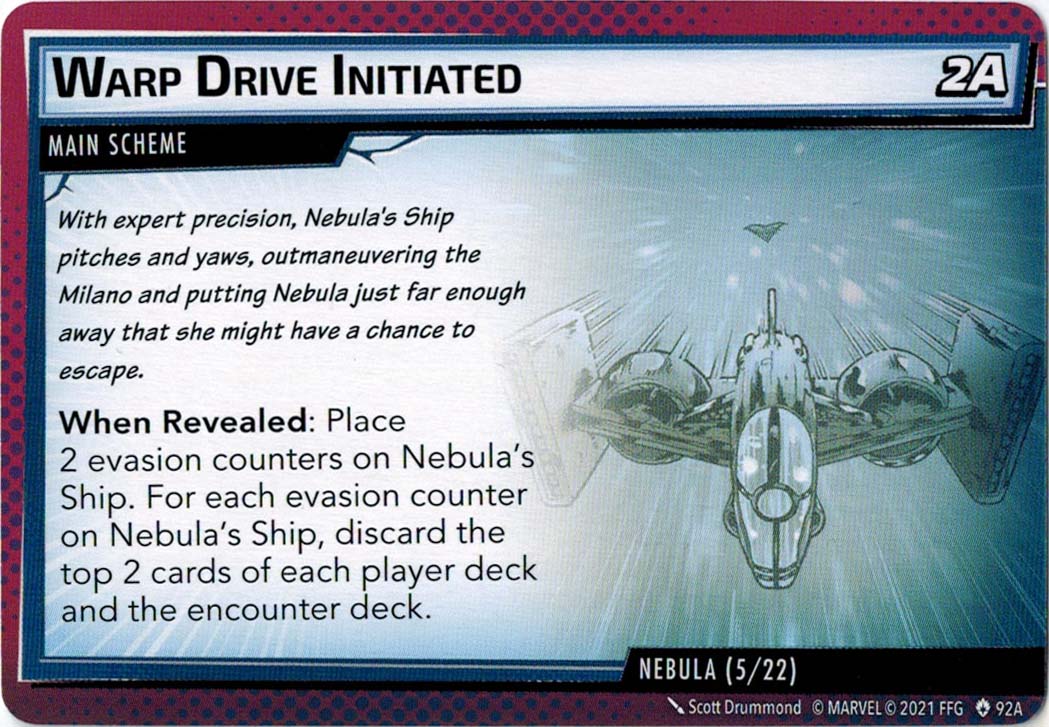 Warp Drive Initiated 2A
MAIN SCHEME
With expert precision, Nebula's Ship
pitches and yaws, outmaneuvering the
Milano and putting Nebula just far enough
away that she might have a chance to
escape.
When Revealed: Place
2 evasion counters on Nebula's
Ship. For each evasion counter
on Nebula's Ship, discard the
top 2 cards of each player deck
and the encounter deck.
NEBULA (5/22)
Scott Drummond © MARVEL © 2021 FFG 92A